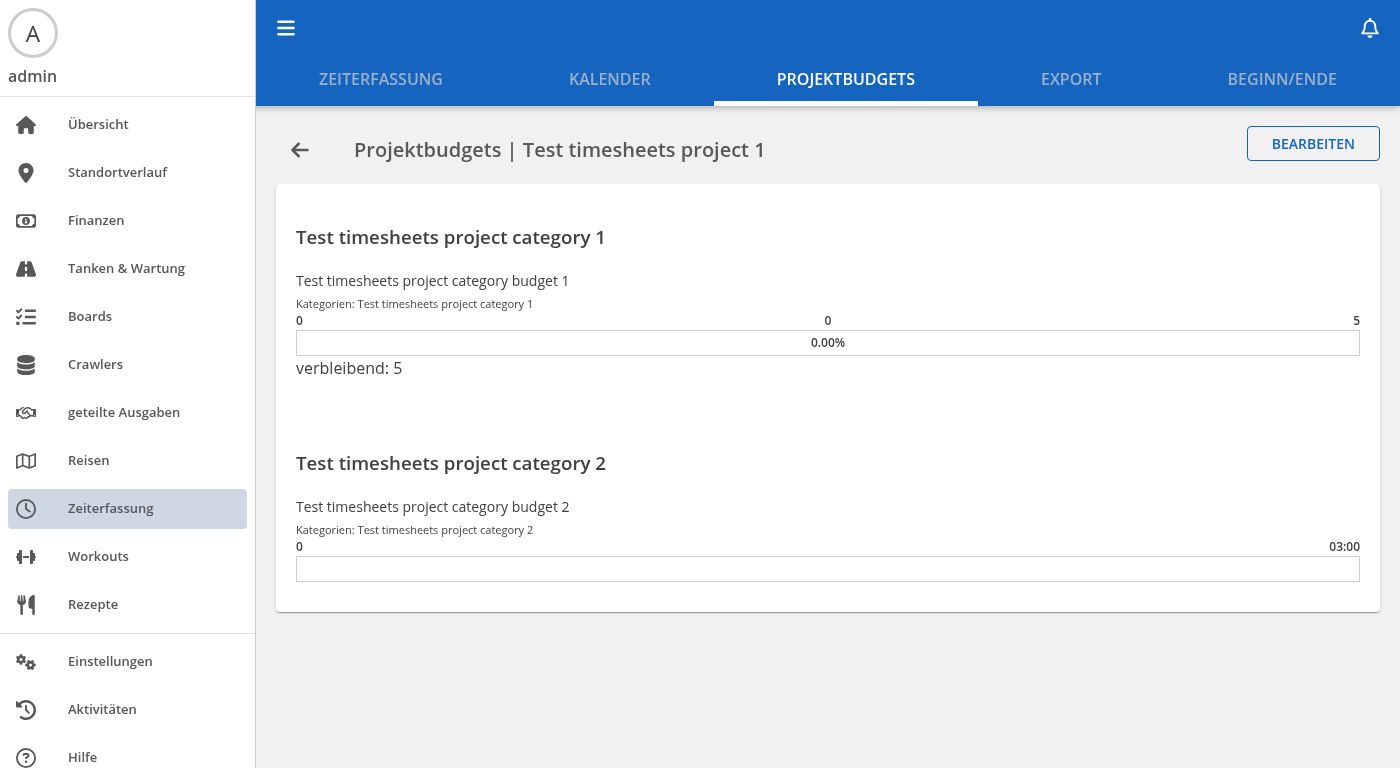 A
admin
Übersicht
Standortverlauf
Finanzen
Tanken & Wartung
Boards
Crawlers
geteilte Ausgaben
Reisen
Zeiterfassung
Workouts
Rezepte
Einstellungen
Aktivitäten
Hilfe
ZEITERFASSUNG KALENDER PROJEKTBUDGETS EXPORT BEGINN/ENDE
Projektbudgets | Test timesheets project 1 BEARBEITEN
Test timesheets project category 1
Test timesheets project category budget 1
Kategorien: Test timesheets project category 1
0 0 5
0.00%
verbleibend: 5
Test timesheets project category 2
Test timesheets project category budget 2
Kategorien: Test timesheets project category 2
0 03:00